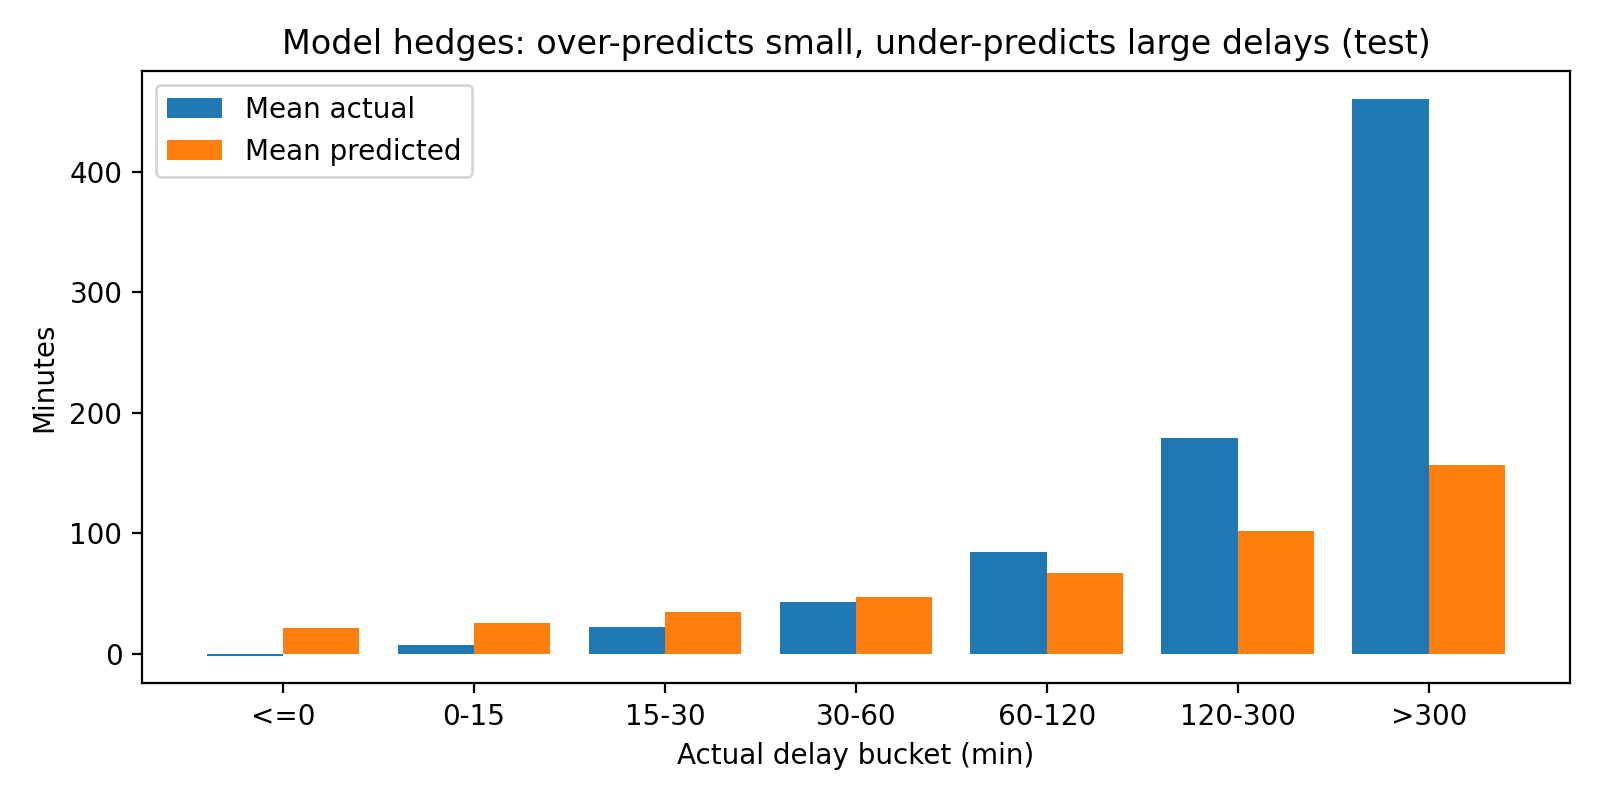 Model hedges: over-predicts small, under-predicts large delays (test)
Mean actual
Mean predicted
Minutes
400
300
200
100
0
<=0
0-15
15-30
30-60
60-120
120-300
>300
Actual delay bucket (min)